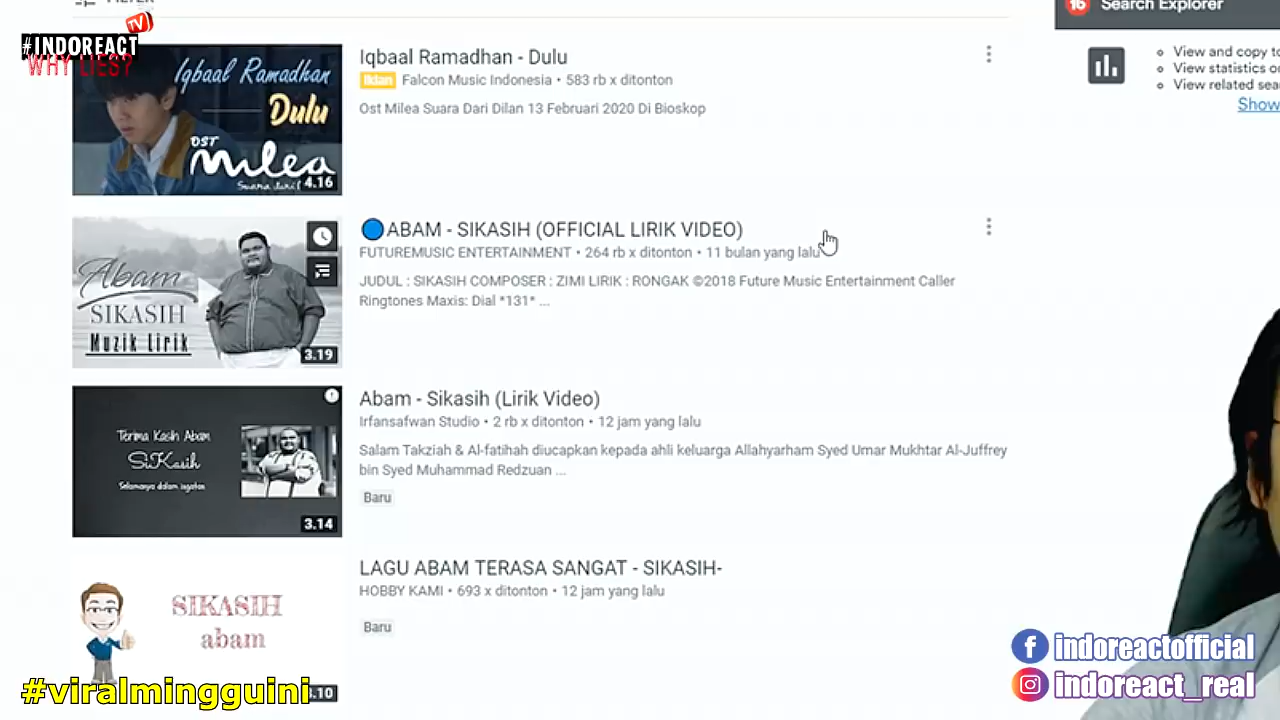 FILTER
TV
#INDOREACT
WHY LIES?
Iqbaal Ramadhan
Dulu
OST
Milea
4.16
Iqbaal Ramadhan - Dulu
Iklan Falcon Music Indonesia • 583 rb x ditonton
Ost Milea Suara Dari Dilan 13 Februari 2020 Di Bioskop
16 Search Explorer
View and copy to
View statistics o
View related sea
Show
Abam
SIKASIH
Muzik Lirik
3.19
ABAM - SIKASIH (OFFICIAL LIRIK VIDEO)
FUTUREMUSIC ENTERTAINMENT • 264 rb x ditonton • 11 bulan yang lalu
JUDUL : SIKASIH COMPOSER : ZIMI LIRIK : RONGAK ©2018 Future Music Entertainment Caller
Ringtones Maxis: Dial *131* ...
Terima Kasih Abam
SiKasih
Selamanya dalam ingatan
3.14
Abam - Sikasih (Lirik Video)
Irfansafwan Studio • 2 rb x ditonton • 12 jam yang lalu
Salam Takziah & Al-fatihah diucapkan kepada ahli keluarga Allahyarham Syed Umar Mukhtar Al-Juffrey
bin Syed Muhammad Redzuan ...
Baru
SIKASIH
abam
.10
LAGU ABAM TERASA SANGAT - SIKASIH-
HOBBY KAMI • 693 x ditonton • 12 jam yang lalu
Baru
#viralmingguini
indoreactofficial
indoreact_real